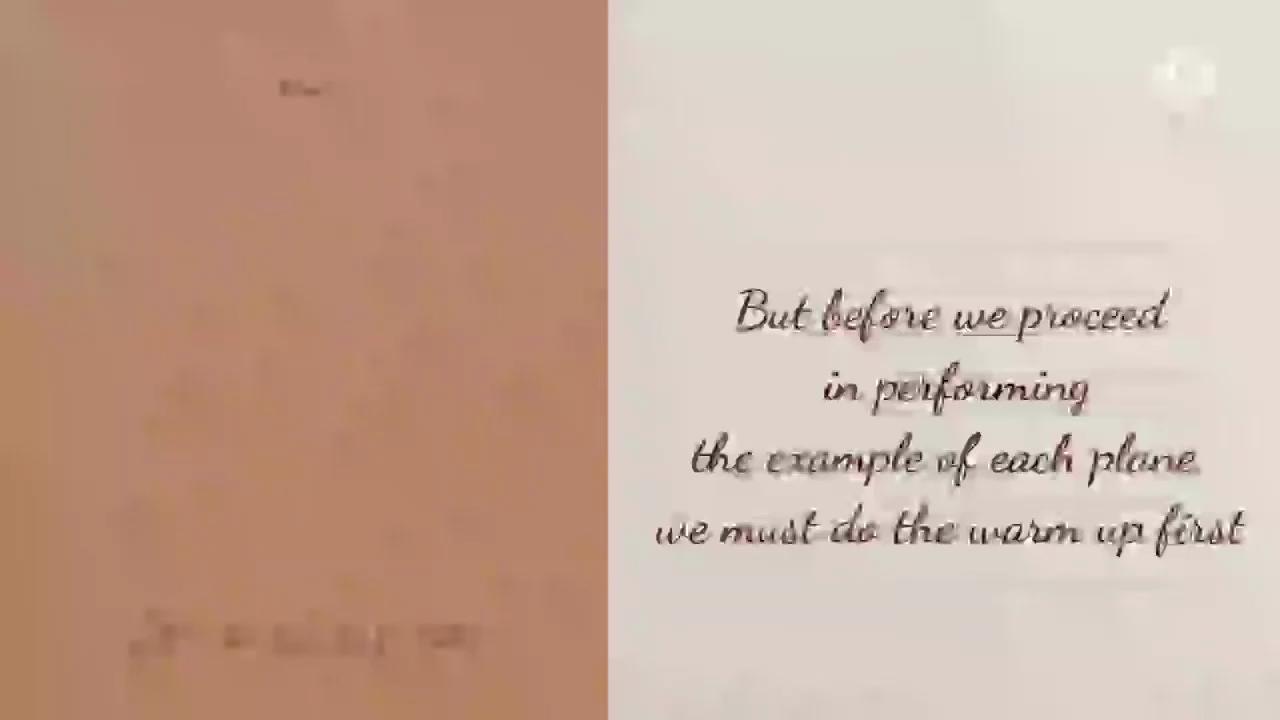 But before we proceed
in performing
the example of each plane
we must do the warm up first